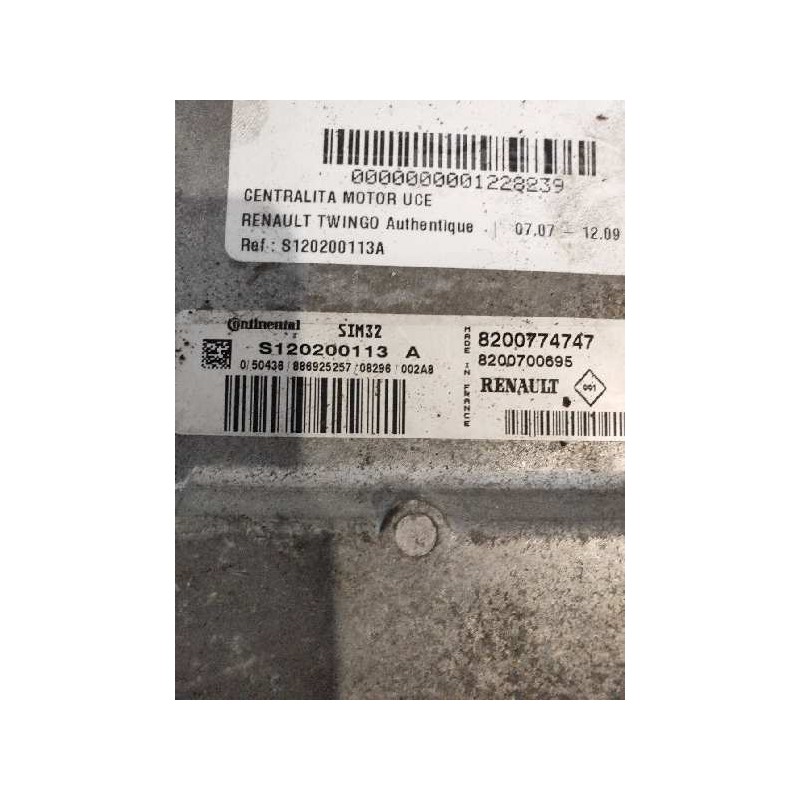 0000000001228239
CENTRALITA MOTOR UCE
RENAULT TWINGO Authentique | 07.07 – 12.09
Ref.: S120200113A
Continental SIM32
S120200113 A
0/50438/886925257/08296/002A8
MADE IN FRANCE
8200774747
8200700695
RENAULT 001